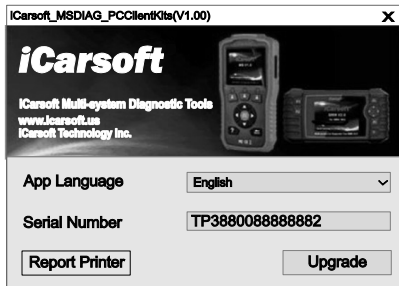 iCarsoft_MSDIAG_PCClientKits(V1.00) X
iCarsoft
iCarsoft Multi-system Diagnostic Tools
www.icarsoft.us
iCarsoft Technology Inc.
App Language English
Serial Number TP3880088888882
Report Printer Upgrade